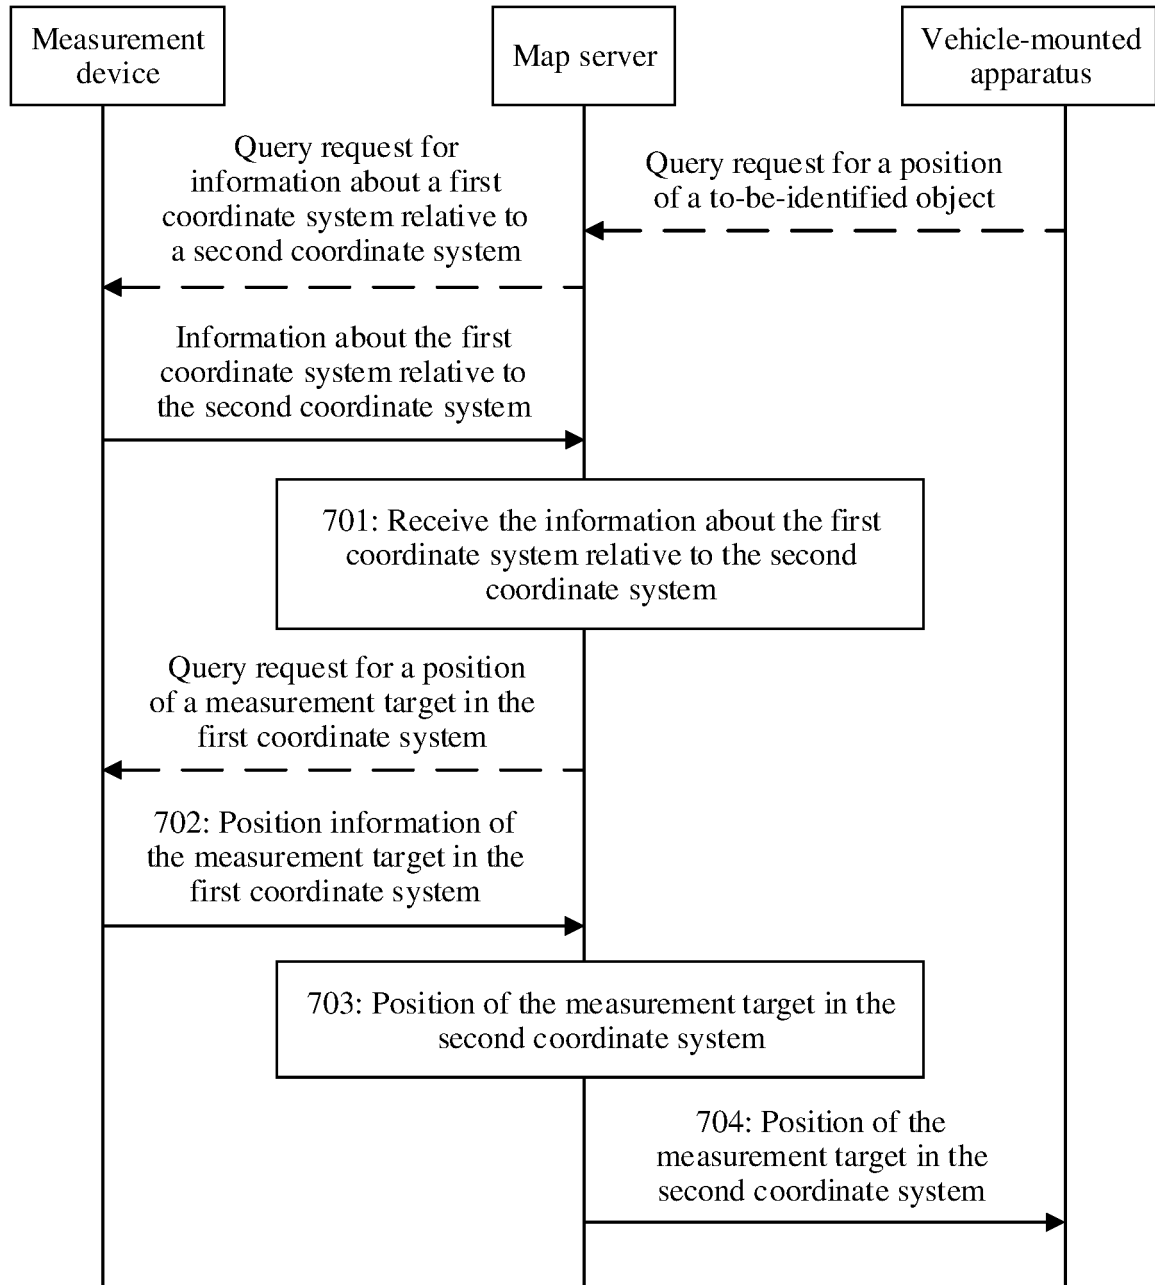 Measurement
device
Map server
Vehicle-mounted
apparatus
Query request for
information about a first
coordinate system relative to
a second coordinate system
Query request for a position
of a to-be-identified object
Information about the first
coordinate system relative to
the second coordinate system
701: Receive the information about the first
coordinate system relative to the second
coordinate system
Query request for a position
of a measurement target in the
first coordinate system
702: Position information of
the measurement target in the
first coordinate system
703: Position of the measurement target in the
second coordinate system
704: Position of the
measurement target in the
second coordinate system